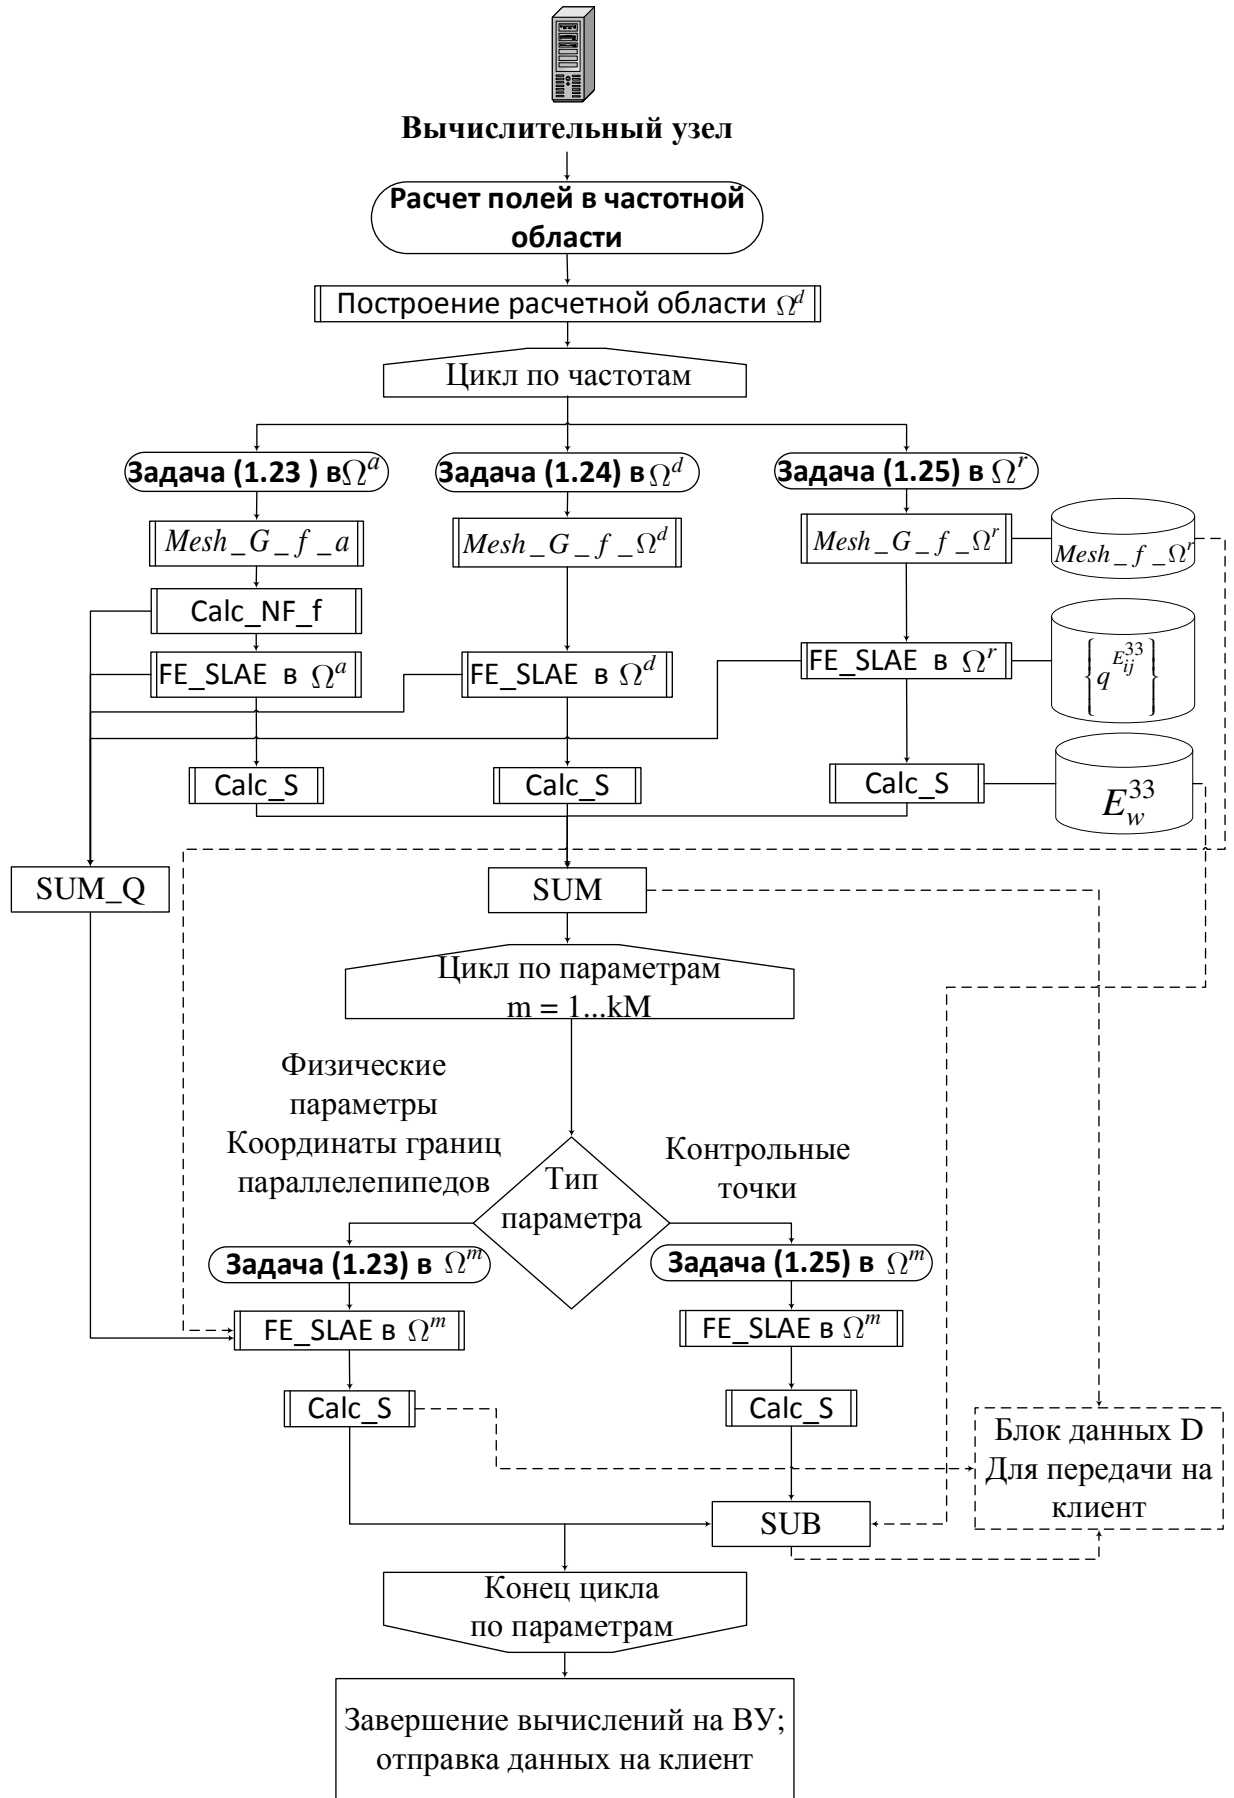 Вычислительный узел
Расчет полей в частотной
области
Построение расчетной области Ω^d
Цикл по частотам
Задача (1.23 ) в Ω^a
Задача (1.24) в Ω^d
Задача (1.25) в Ω^r
Mesh_G_f_a
Mesh_G_f_Ω^d
Mesh_G_f_Ω^r
Mesh_f_Ω^r
Calc_NF_f
FE_SLAE в Ω^a
FE_SLAE в Ω^d
FE_SLAE в Ω^r
{q^{E_{ij}^{33}}}
Calc_S
Calc_S
Calc_S
E_w^{33}
SUM_Q
SUM
Цикл по параметрам
m = 1...kM
Физические
параметры
Координаты границ
параллелепипедов
Тип
параметра
Контрольные
точки
Задача (1.23) в Ω^m
Задача (1.25) в Ω^m
FE_SLAE в Ω^m
FE_SLAE в Ω^m
Calc_S
Calc_S
Блок данных D
Для передачи на
клиент
SUB
Конец цикла
по параметрам
Завершение вычислений на ВУ;
отправка данных на клиент